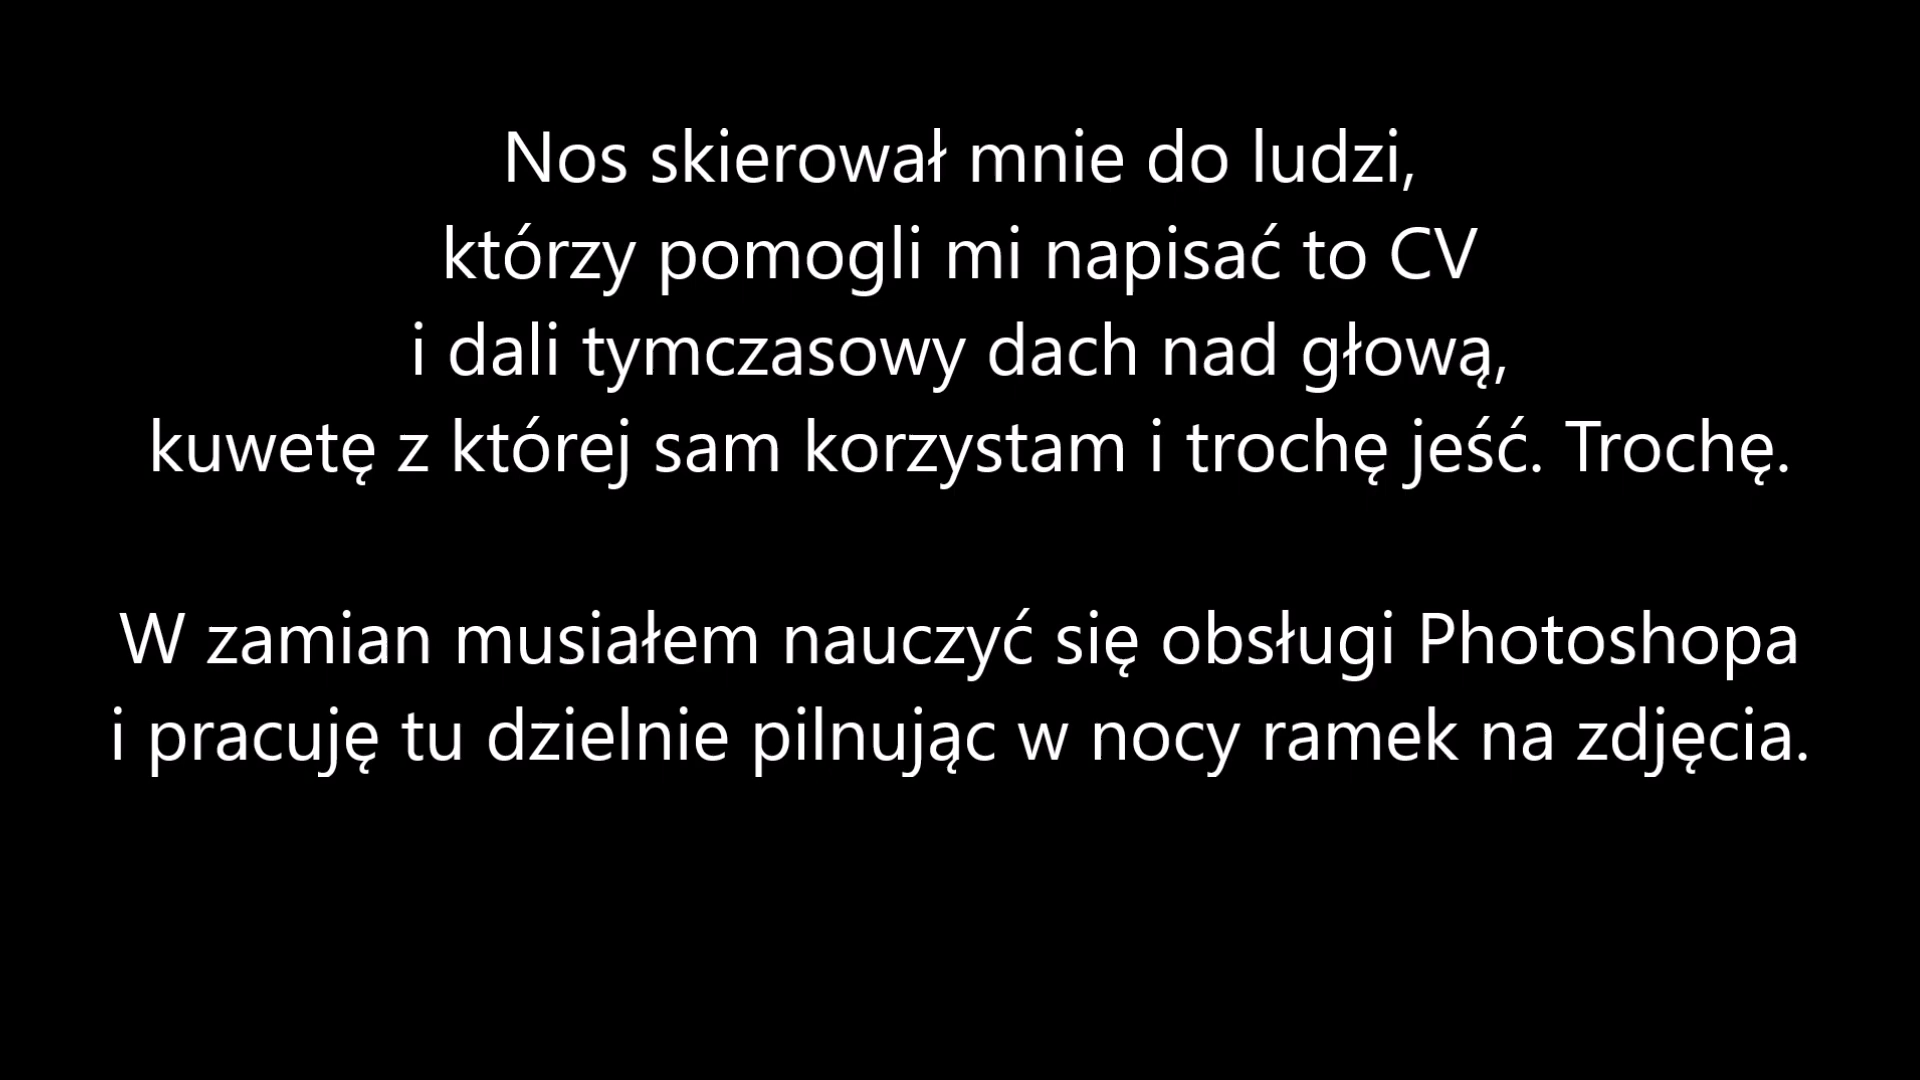 Nos skierował mnie do ludzi,
którzy pomogli mi napisać to CV
i dali tymczasowy dach nad głową,
kuwetę z której sam korzystam i trochę jeść. Trochę.
W zamian musiałem nauczyć się obsługi Photoshopa
i pracuję tu dzielnie pilnując w nocy ramek na zdjęcia.